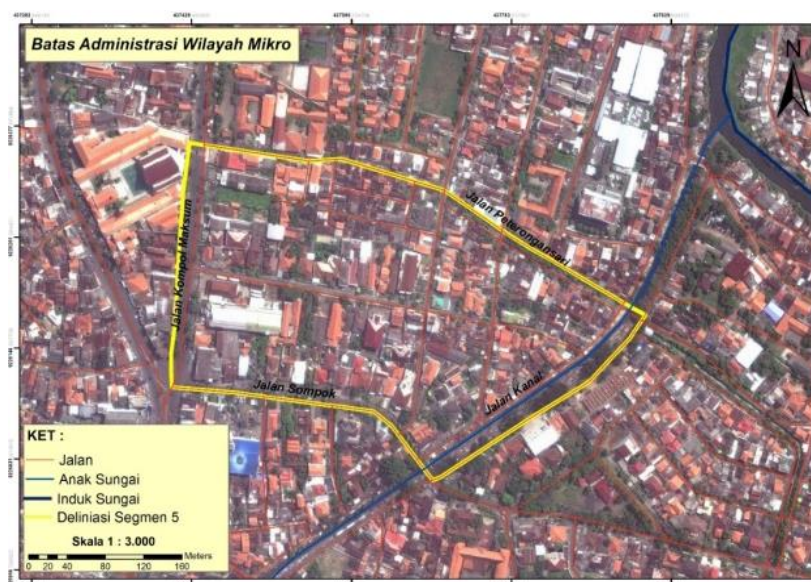 Batas Administrasi Wilayah Mikro
N
Jalan Peterongansari
Jalan Kompol Maksum
Jalan Sompok
Jalan Kanal
KET :
Jalan
Anak Sungai
Induk Sungai
Deliniasi Segmen 5
Skala 1 : 3.000
0 20 40 80 120 160
Meters